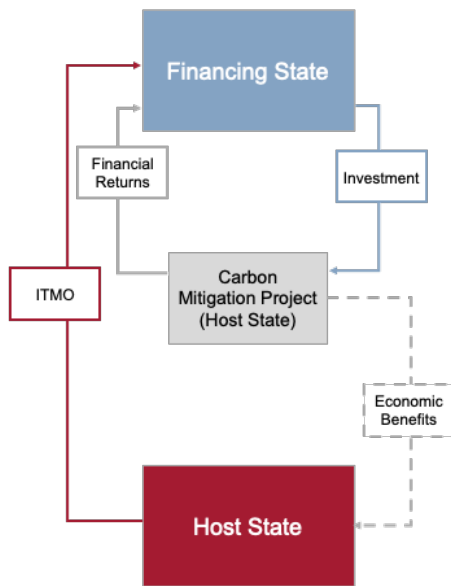 Financing State
Financial
Returns
Investment
Carbon
Mitigation Project
(Host State)
ITMO
Economic
Benefits
Host State